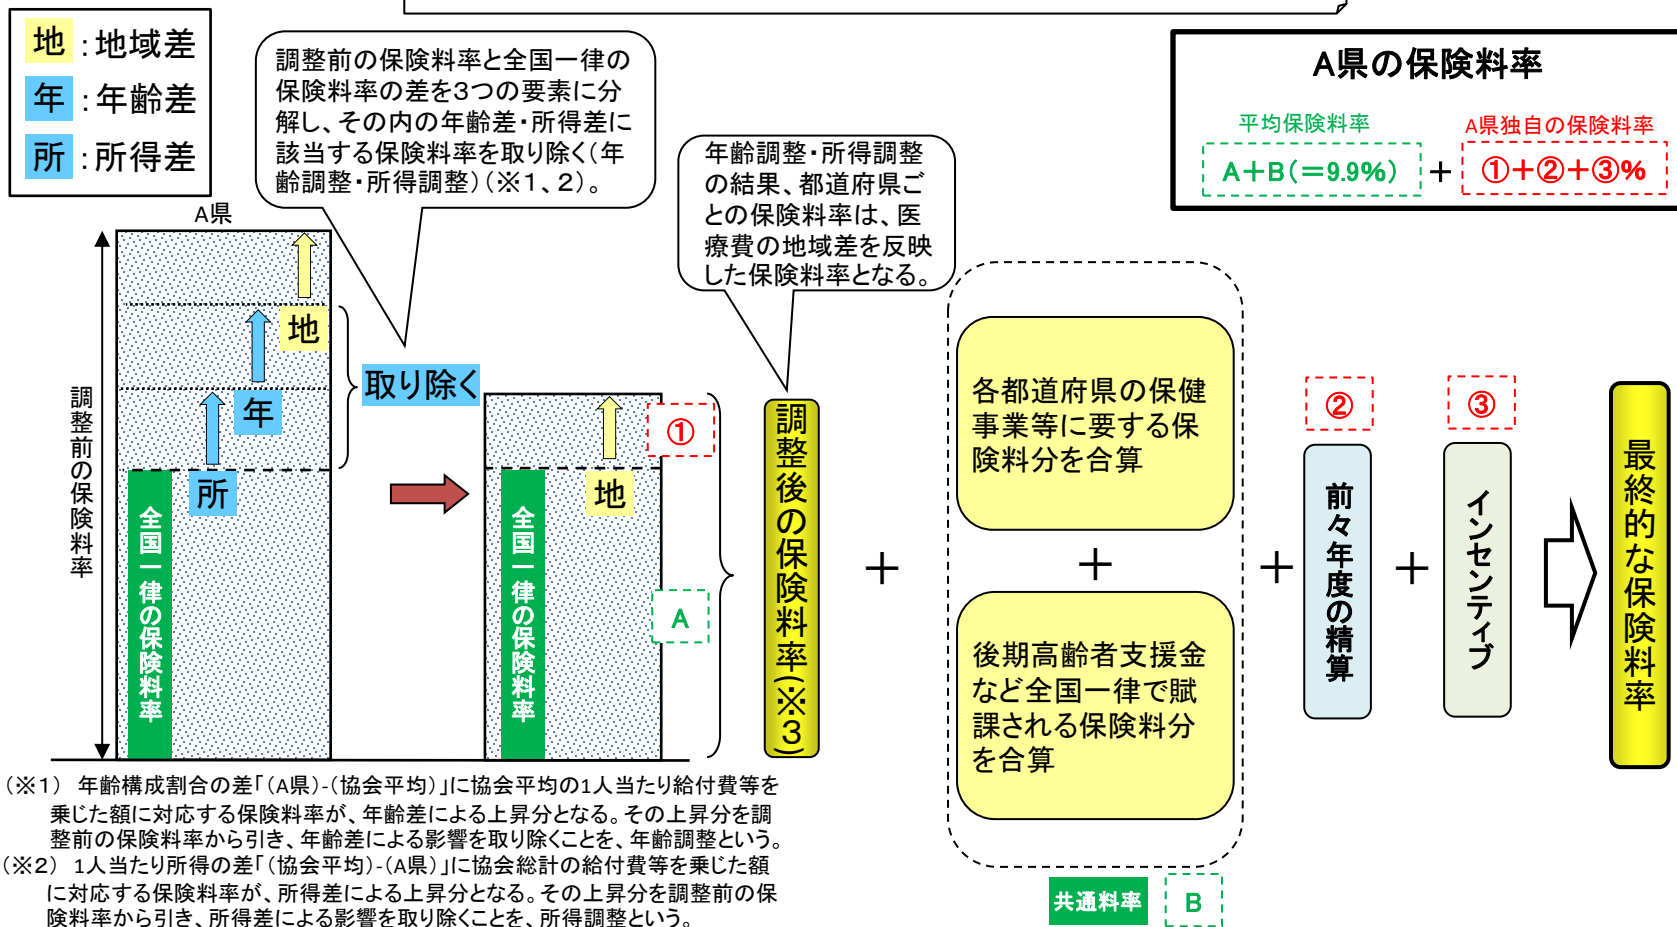 地：地域差
年：年齢差
所：所得差
調整前の保険料率と全国一律の
保険料率の差を3つの要素に分
解し、その内の年齢差・所得差に
該当する保険料率を取り除く（年
齢調整・所得調整）（※１、２）。
年齢調整・所得調整
の結果、都道府県ご
との保険料率は、医
療費の地域差を反映
した保険料率となる。
A県の保険料率
平均保険料率
A県独自の保険料率
A＋B（＝9.9%）
＋
①＋②＋③%
A県
調整前の保険料率
地
年
所
全国一律の保険料率
取り除く
①
地
全国一律の保険料率
A
調整後の保険料率（※３）
＋
各都道府県の保健
事業等に要する保
険料分を合算
＋
後期高齢者支援金
など全国一律で賦
課される保険料分
を合算
共通料率
B
＋
②
前々年度の精算
＋
③
インセンティブ
最終的な保険料率
（※１） 年齢構成割合の差「（A県）-（協会平均）」に協会平均の1人当たり給付費等を
乗じた額に対応する保険料率が、年齢差による上昇分となる。その上昇分を調
整前の保険料率から引き、年齢差による影響を取り除くことを、年齢調整という。
（※２） 1人当たり所得の差「（協会平均）-（A県）」に協会総計の給付費等を乗じた額
に対応する保険料率が、所得差による上昇分となる。その上昇分を調整前の保
険料率から引き、所得差による影響を取り除くことを、所得調整という。